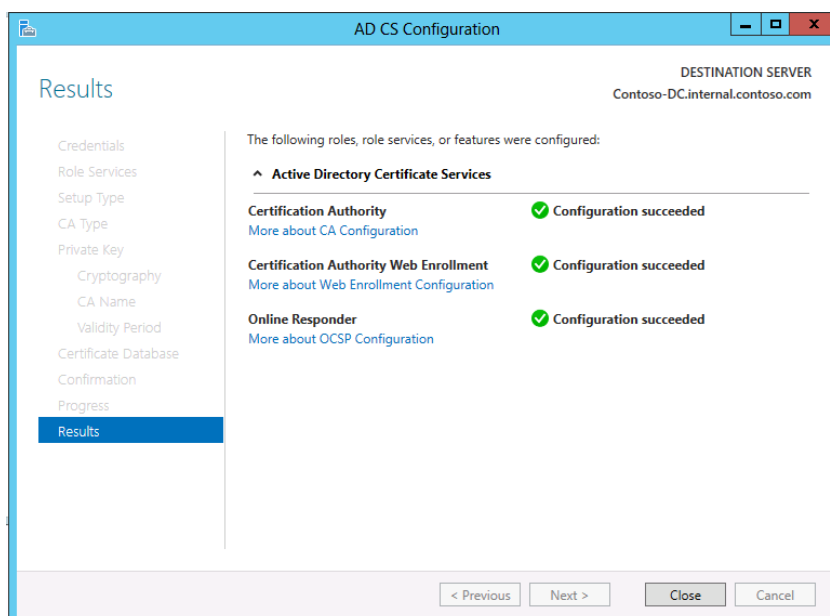 AD CS Configuration
Results
DESTINATION SERVER
Contoso-DC.internal.contoso.com
Credentials
Role Services
Setup Type
CA Type
Private Key
Cryptography
CA Name
Validity Period
Certificate Database
Confirmation
Progress
Results
The following roles, role services, or features were configured:
Active Directory Certificate Services
Certification Authority Configuration succeeded
More about CA Configuration
Certification Authority Web Enrollment Configuration succeeded
More about Web Enrollment Configuration
Online Responder Configuration succeeded
More about OCSP Configuration
< Previous Next > Close Cancel